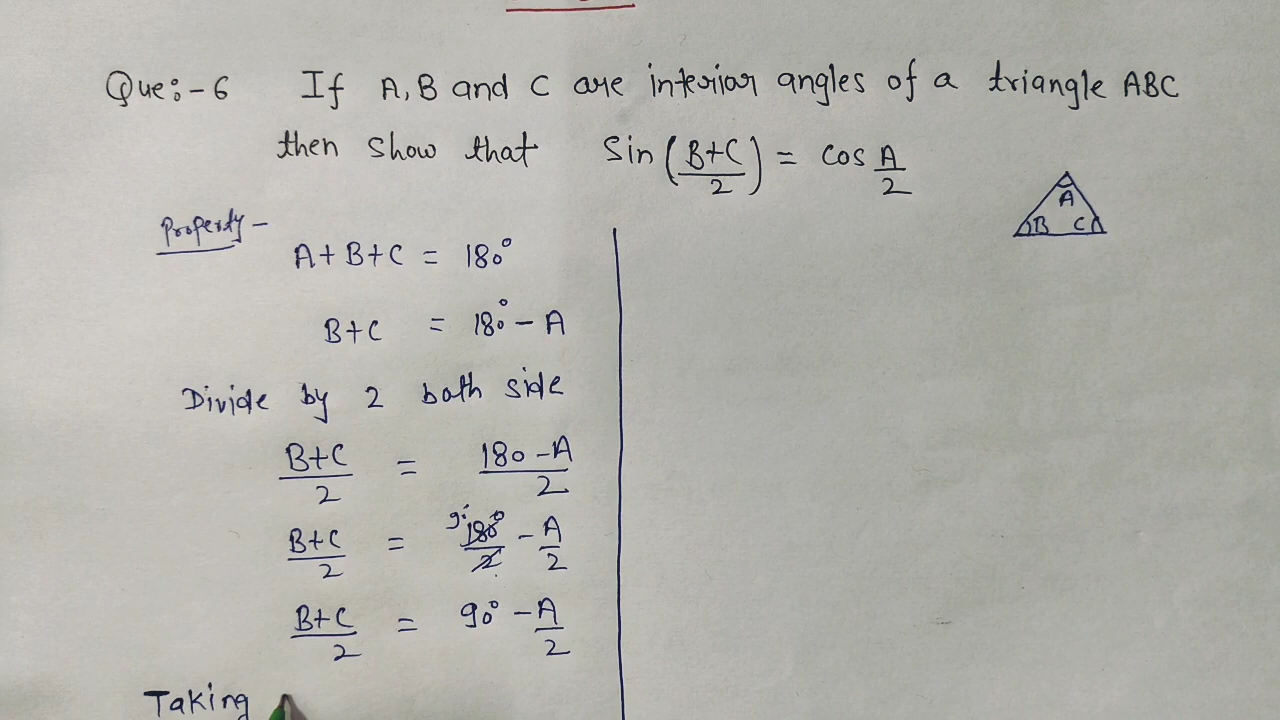 Que:-6 If A, B and C are interior angles of a triangle ABC
then show that Sin (B+C/2) = cos A/2
A
B C
Property -
A+B+C = 180°
B+C = 180° - A
Divide by 2 both side
B+C/2 = 180-A/2
B+C/2 = 90° 180°/2 - A/2
B+C/2 = 90° - A/2
Taking